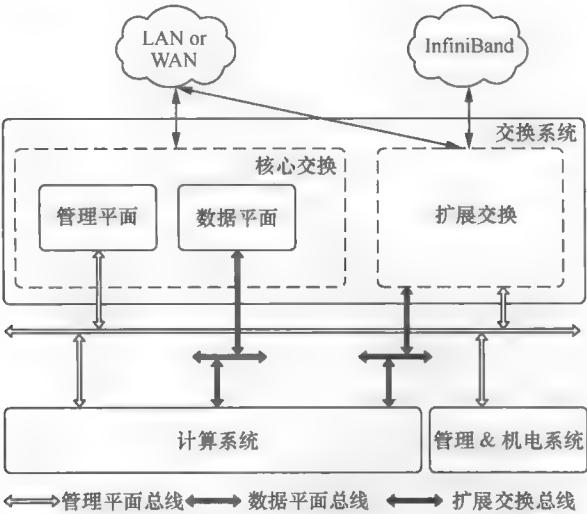 LAN or
WAN
InfiniBand
交换系统
核心交换
管理平面
数据平面
扩展交换
计算系统
管理 & 机电系统
管理平面总线
数据平面总线
扩展交换总线